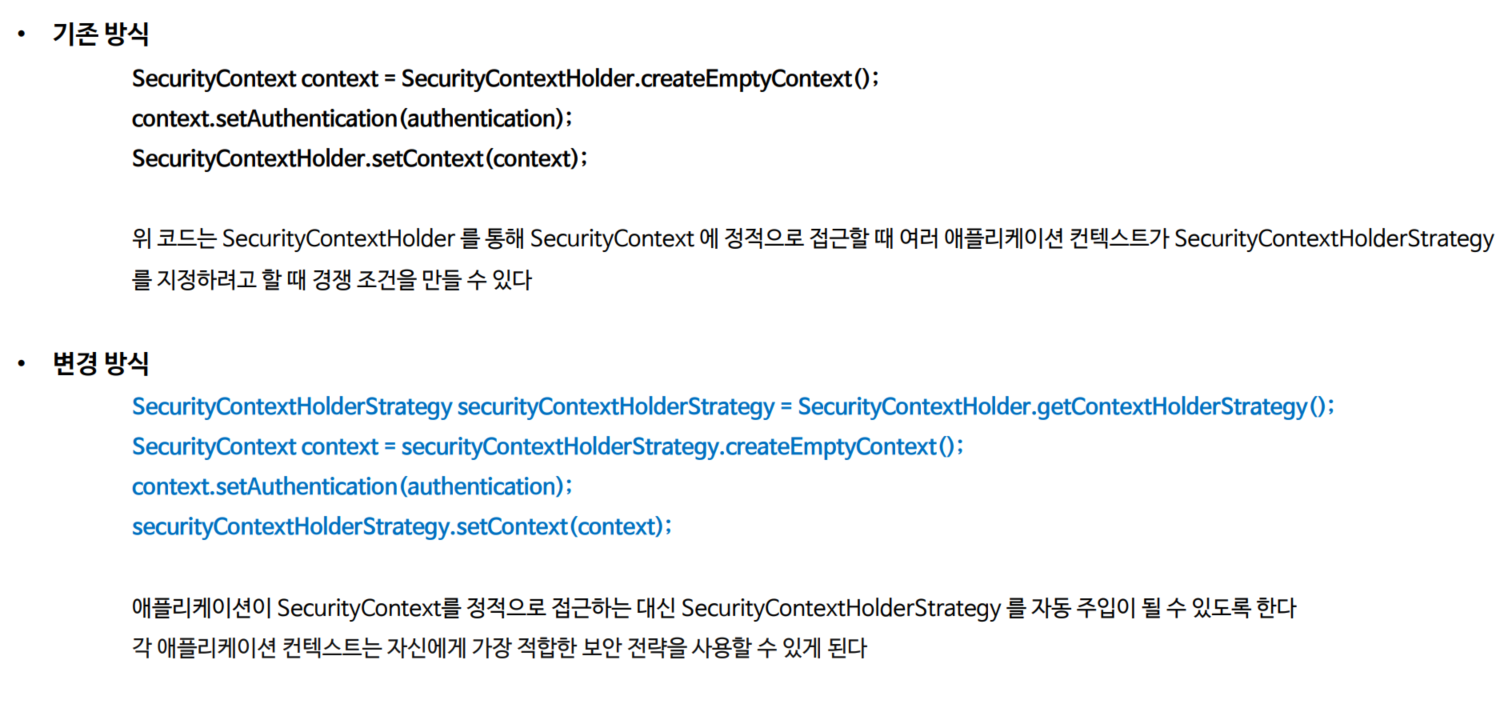 • 기존 방식
SecurityContext context = SecurityContextHolder.createEmptyContext();
context.setAuthentication(authentication);
SecurityContextHolder.setContext(context);
위 코드는 SecurityContextHolder 를 통해 SecurityContext 에 정적으로 접근할 때 여러 애플리케이션 컨텍스트가 SecurityContextHolderStrategy
를 지정하려고 할 때 경쟁 조건을 만들 수 있다
• 변경 방식
SecurityContextHolderStrategy securityContextHolderStrategy = SecurityContextHolder.getContextHolderStrategy();
SecurityContext context = securityContextHolderStrategy.createEmptyContext();
context.setAuthentication(authentication);
securityContextHolderStrategy.setContext(context);
애플리케이션이 SecurityContext를 정적으로 접근하는 대신 SecurityContextHolderStrategy 를 자동 주입이 될 수 있도록 한다
각 애플리케이션 컨텍스트는 자신에게 가장 적합한 보안 전략을 사용할 수 있게 된다